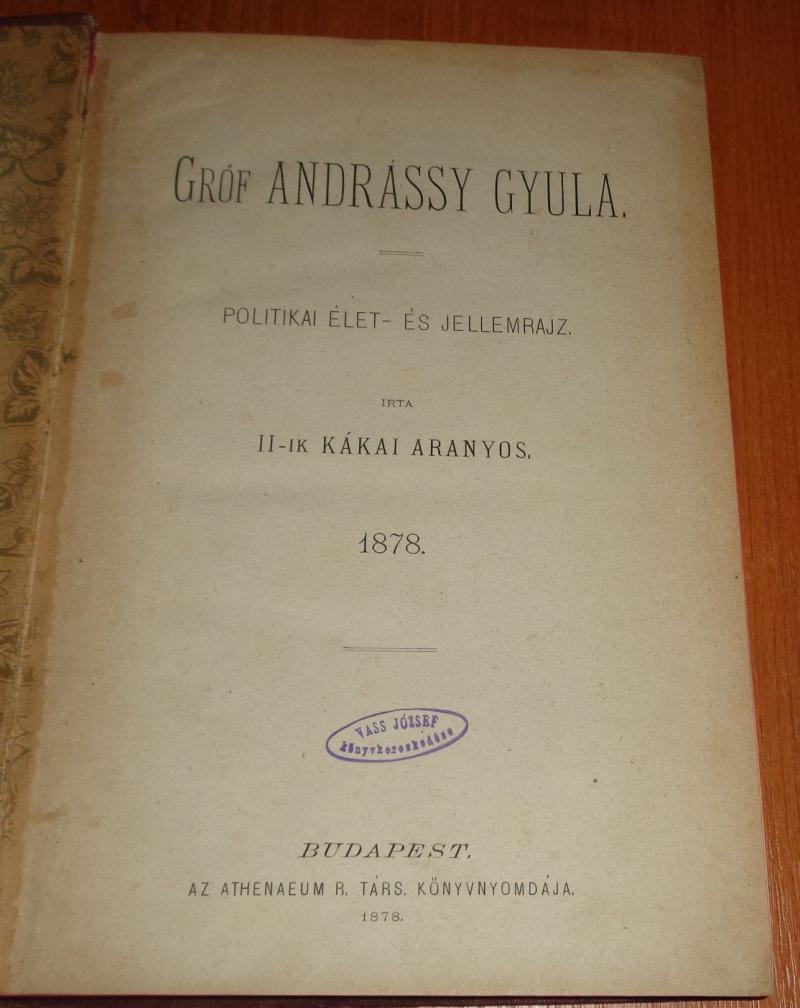 GRÓF ANDRÁSSY GYULA.
POLITIKAI ÉLET- ÉS JELLEMRAJZ.
IRTA
II-IK KÁKAI ARANYOS.
1878.
VASS JÓZSEF
könyvkereskedése
BUDAPEST.
AZ ATHENAEUM R. TÁRS. KÖNYVNYOMDÁJA.
1878.